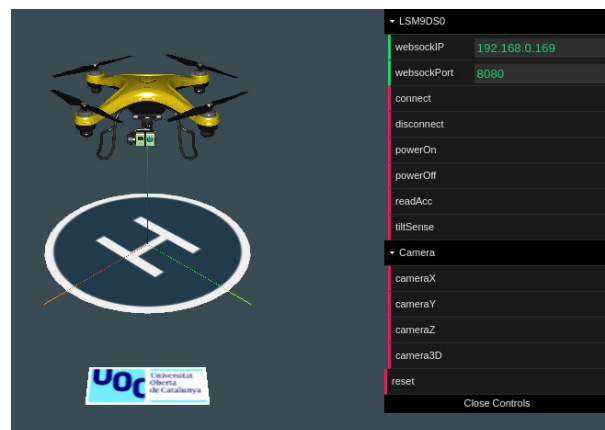 LSM9DS0
websockIP 192.168.0.169
websockPort 8080
connect
disconnect
powerOn
powerOff
readAcc
tiltSense
Camera
cameraX
cameraY
cameraZ
camera3D
reset
Close Controls
H
UOC
Universitat
Oberta
de Catalunya